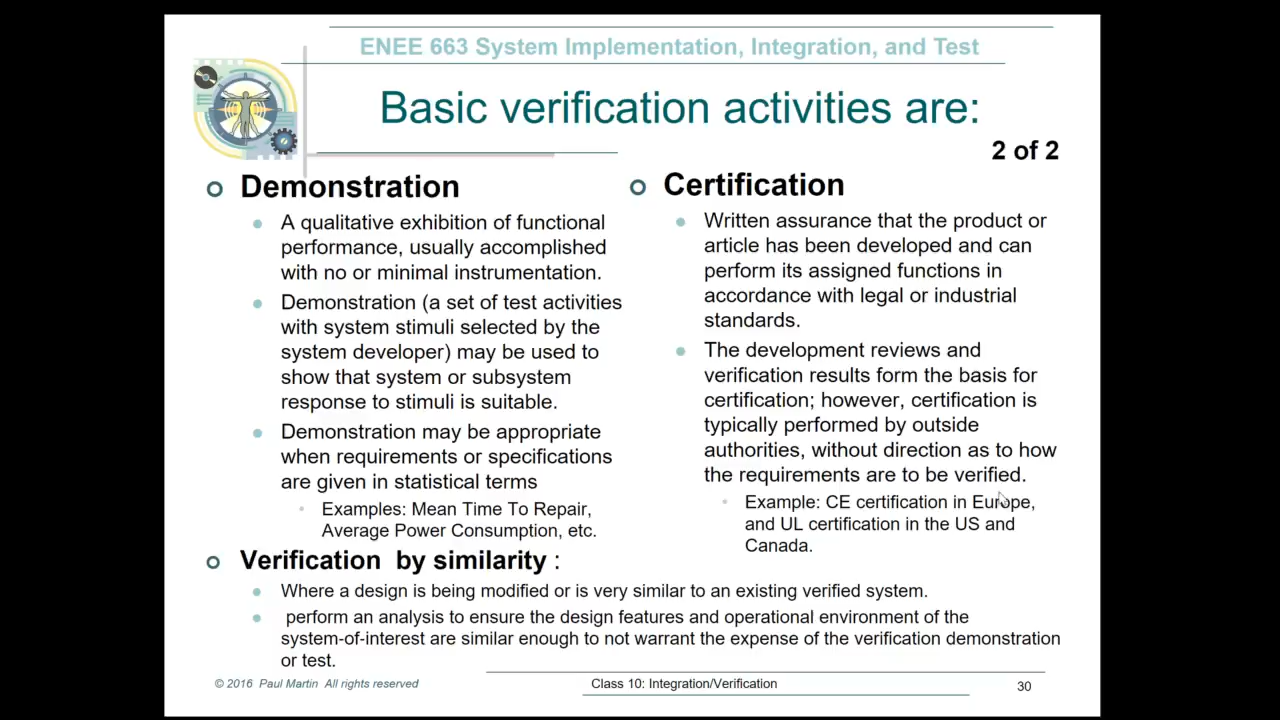 ENEE 663 System Implementation, Integration, and Test
Basic verification activities are:
2 of 2
Demonstration
A qualitative exhibition of functional
performance, usually accomplished
with no or minimal instrumentation.
Demonstration (a set of test activities
with system stimuli selected by the
system developer) may be used to
show that system or subsystem
response to stimuli is suitable.
Demonstration may be appropriate
when requirements or specifications
are given in statistical terms
Examples: Mean Time To Repair,
Average Power Consumption, etc.
Certification
Written assurance that the product or
article has been developed and can
perform its assigned functions in
accordance with legal or industrial
standards.
The development reviews and
verification results form the basis for
certification; however, certification is
typically performed by outside
authorities, without direction as to how
the requirements are to be verified.
Example: CE certification in Europe,
and UL certification in the US and
Canada.
Verification by similarity :
Where a design is being modified or is very similar to an existing verified system.
perform an analysis to ensure the design features and operational environment of the
system-of-interest are similar enough to not warrant the expense of the verification demonstration
or test.
© 2016 Paul Martin All rights reserved
Class 10: Integration/Verification
30